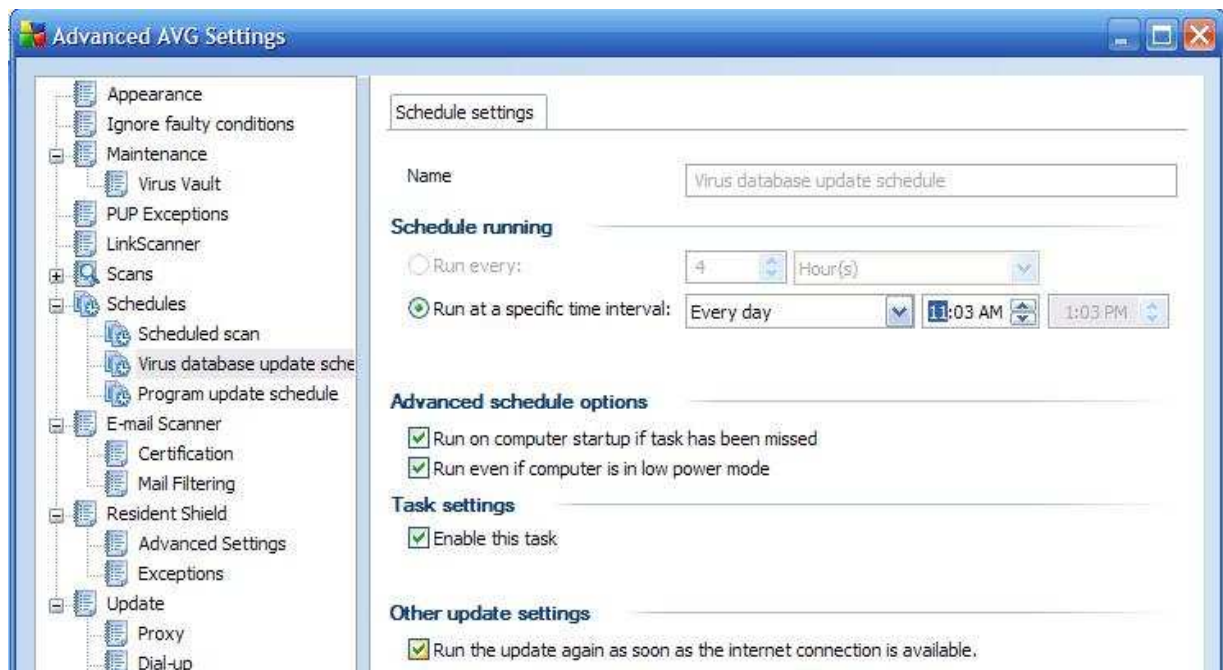 Advanced AVG Settings
Appearance
Ignore faulty conditions
Maintenance
Virus Vault
PUP Exceptions
LinkScanner
Scans
Schedules
Scheduled scan
Virus database update sche
Program update schedule
E-mail Scanner
Certification
Mail Filtering
Resident Shield
Advanced Settings
Exceptions
Update
Proxy
Dial-up
Schedule settings
Name Virus database update schedule
Schedule running
Run every: 4 Hour(s)
Run at a specific time interval: Every day 11:03 AM 1:03 PM
Advanced schedule options
Run on computer startup if task has been missed
Run even if computer is in low power mode
Task settings
Enable this task
Other update settings
Run the update again as soon as the internet connection is available.